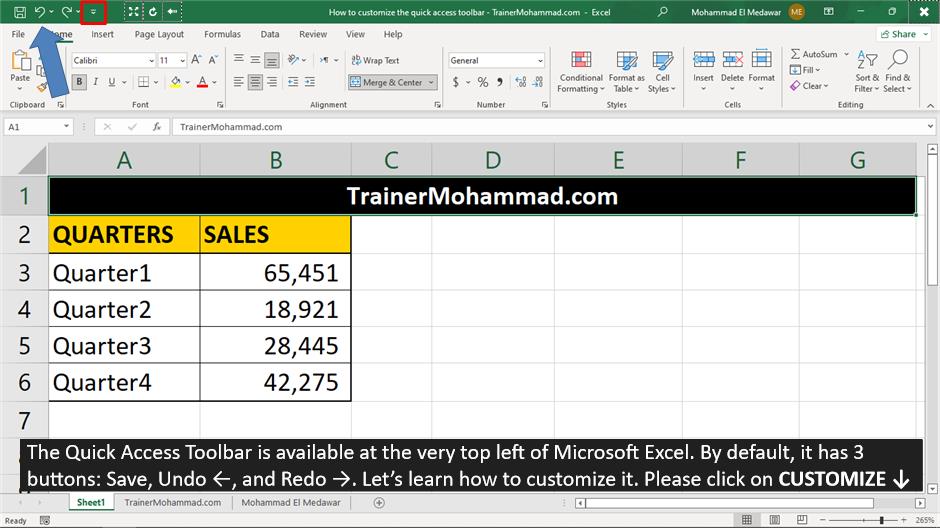 How to customize the quick access toolbar - TrainerMohammad.com - Excel
Mohammad El Medawar ME
File Home Insert Page Layout Formulas Data Review View Help Share
Paste
Calibri 11 A A
B I U A
Wrap Text
Merge & Center
General
$ %
Conditional Formatting
Format as Table
Cell Styles
Insert Delete Format
AutoSum
Fill
Clear
Sort & Filter
Find & Select
Clipboard Font Alignment Number Styles Cells Editing
A1 fx TrainerMohammad.com
A B C D E F G
1 TrainerMohammad.com
2 QUARTERS SALES
3 Quarter1 65,451
4 Quarter2 18,921
5 Quarter3 28,445
6 Quarter4 42,275
7
The Quick Access Toolbar is available at the very top left of Microsoft Excel. By default, it has 3
buttons: Save, Undo ←, and Redo →. Let’s learn how to customize it. Please click on CUSTOMIZE ↓
Sheet1 TrainerMohammad.com Mohammad El Medawar
Ready 265%